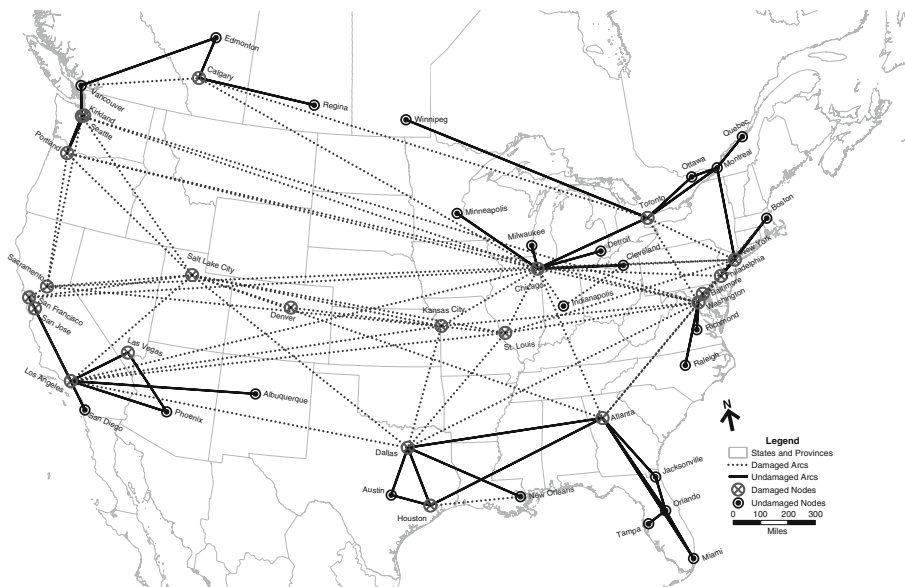 Edmonton
Calgary
Vancouver
Regina
Kirkland
Seattle
Winnipeg
Quebec
Portland
Ottawa
Montreal
Toronto
Boston
Minneapolis
Milwaukee
Detroit
Cleveland
New York
Philadelphia
Chicago
Salt Lake City
Sacramento
Baltimore
Washington
San Francisco
San Jose
Denver
Kansas City
Indianapolis
St. Louis
Richmond
Las Vegas
Raleigh
Los Angeles
Albuquerque
San Diego
Phoenix
Atlanta
N
Dallas
Jacksonville
Austin
New Orleans
Houston
Orlando
Tampa
Miami
Legend
States and Provinces
Damaged Arcs
Undamaged Arcs
Damaged Nodes
Undamaged Nodes
0 100 200 300
Miles